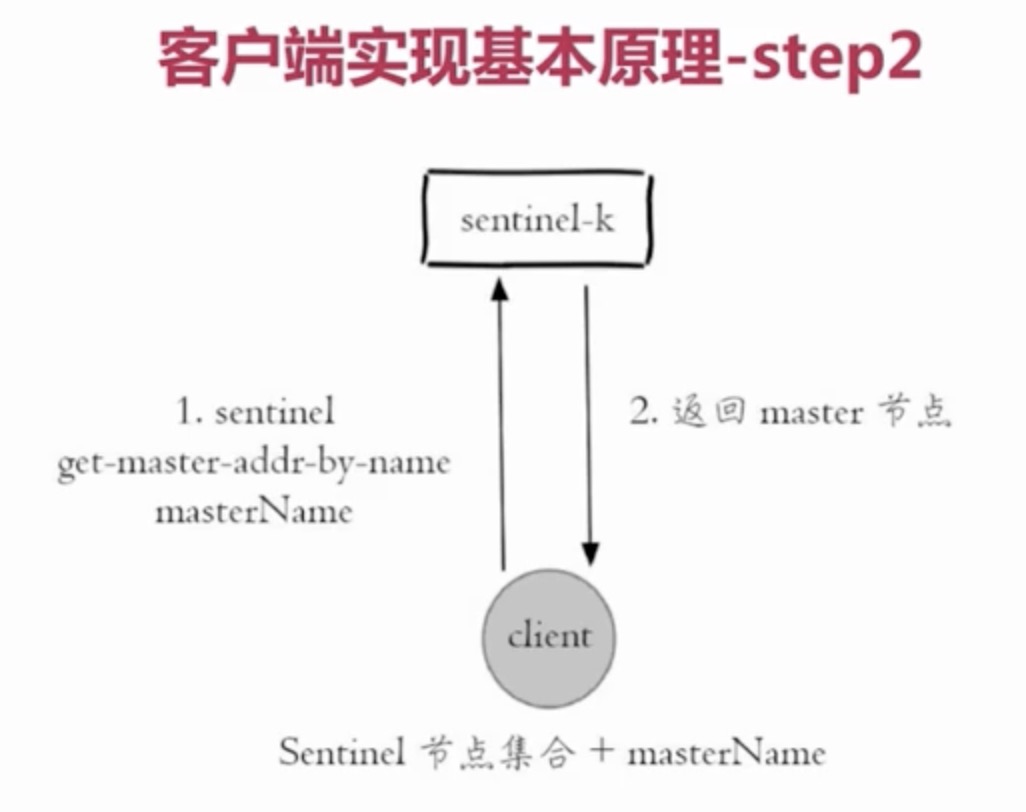 客户端实现基本原理-step2
sentinel-k
1. sentinel
get-master-addr-by-name
masterName
2. 返回 master 节点
client
Sentinel 节点集合 + masterName